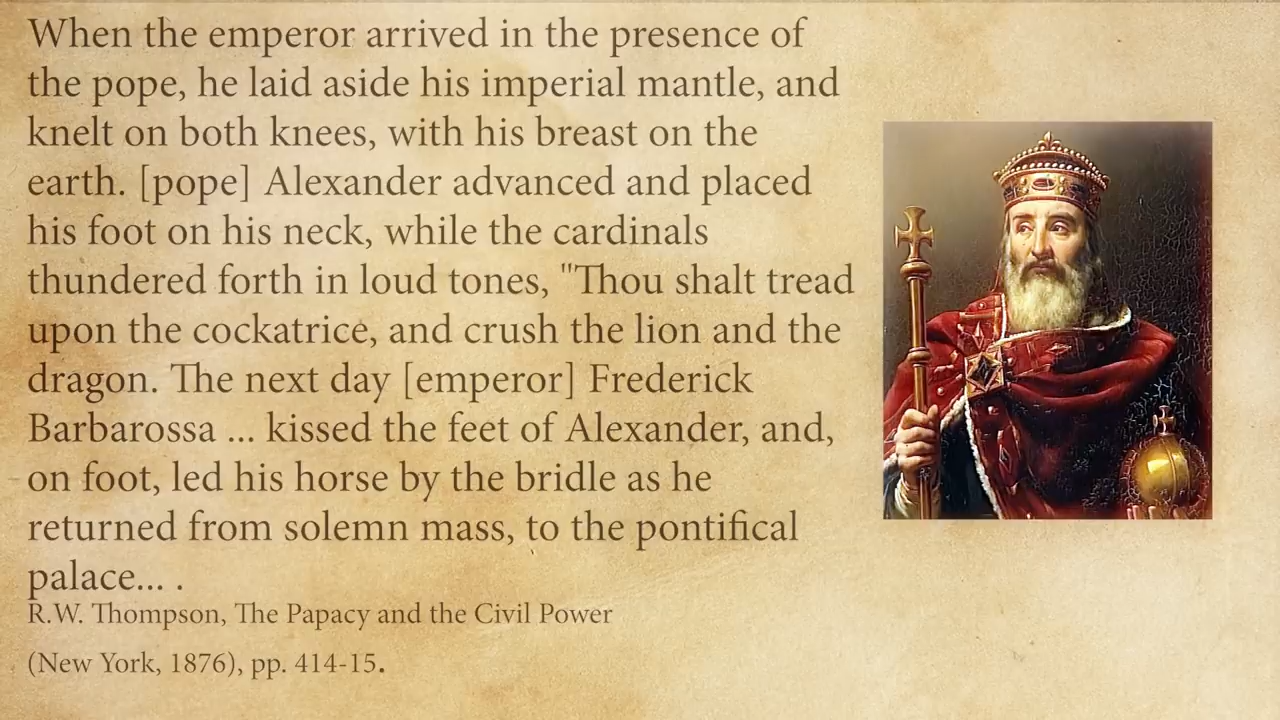 When the emperor arrived in the presence of
the pope, he laid aside his imperial mantle, and
knelt on both knees, with his breast on the
earth. [pope] Alexander advanced and placed
his foot on his neck, while the cardinals
thundered forth in loud tones, "Thou shalt tread
upon the cockatrice, and crush the lion and the
dragon. The next day [emperor] Frederick
Barbarossa ... kissed the feet of Alexander, and,
on foot, led his horse by the bridle as he
returned from solemn mass, to the pontifical
palace... .
R.W. Thompson, The Papacy and the Civil Power
(New York, 1876), pp. 414-15.